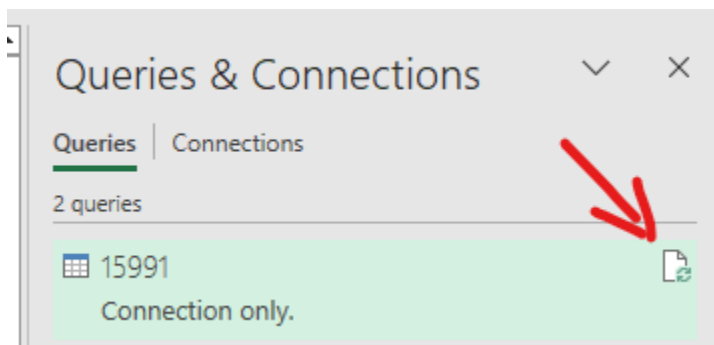 Queries & Connections
Queries Connections
2 queries
15991
Connection only.